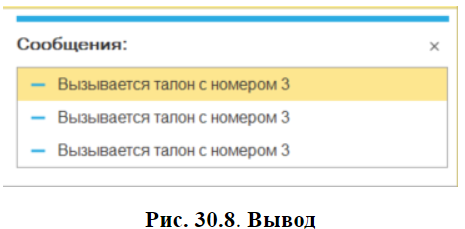 Сообщения:
Вызывается талон с номером 3
Вызывается талон с номером 3
Вызывается талон с номером 3
Рис. 30.8. Вывод